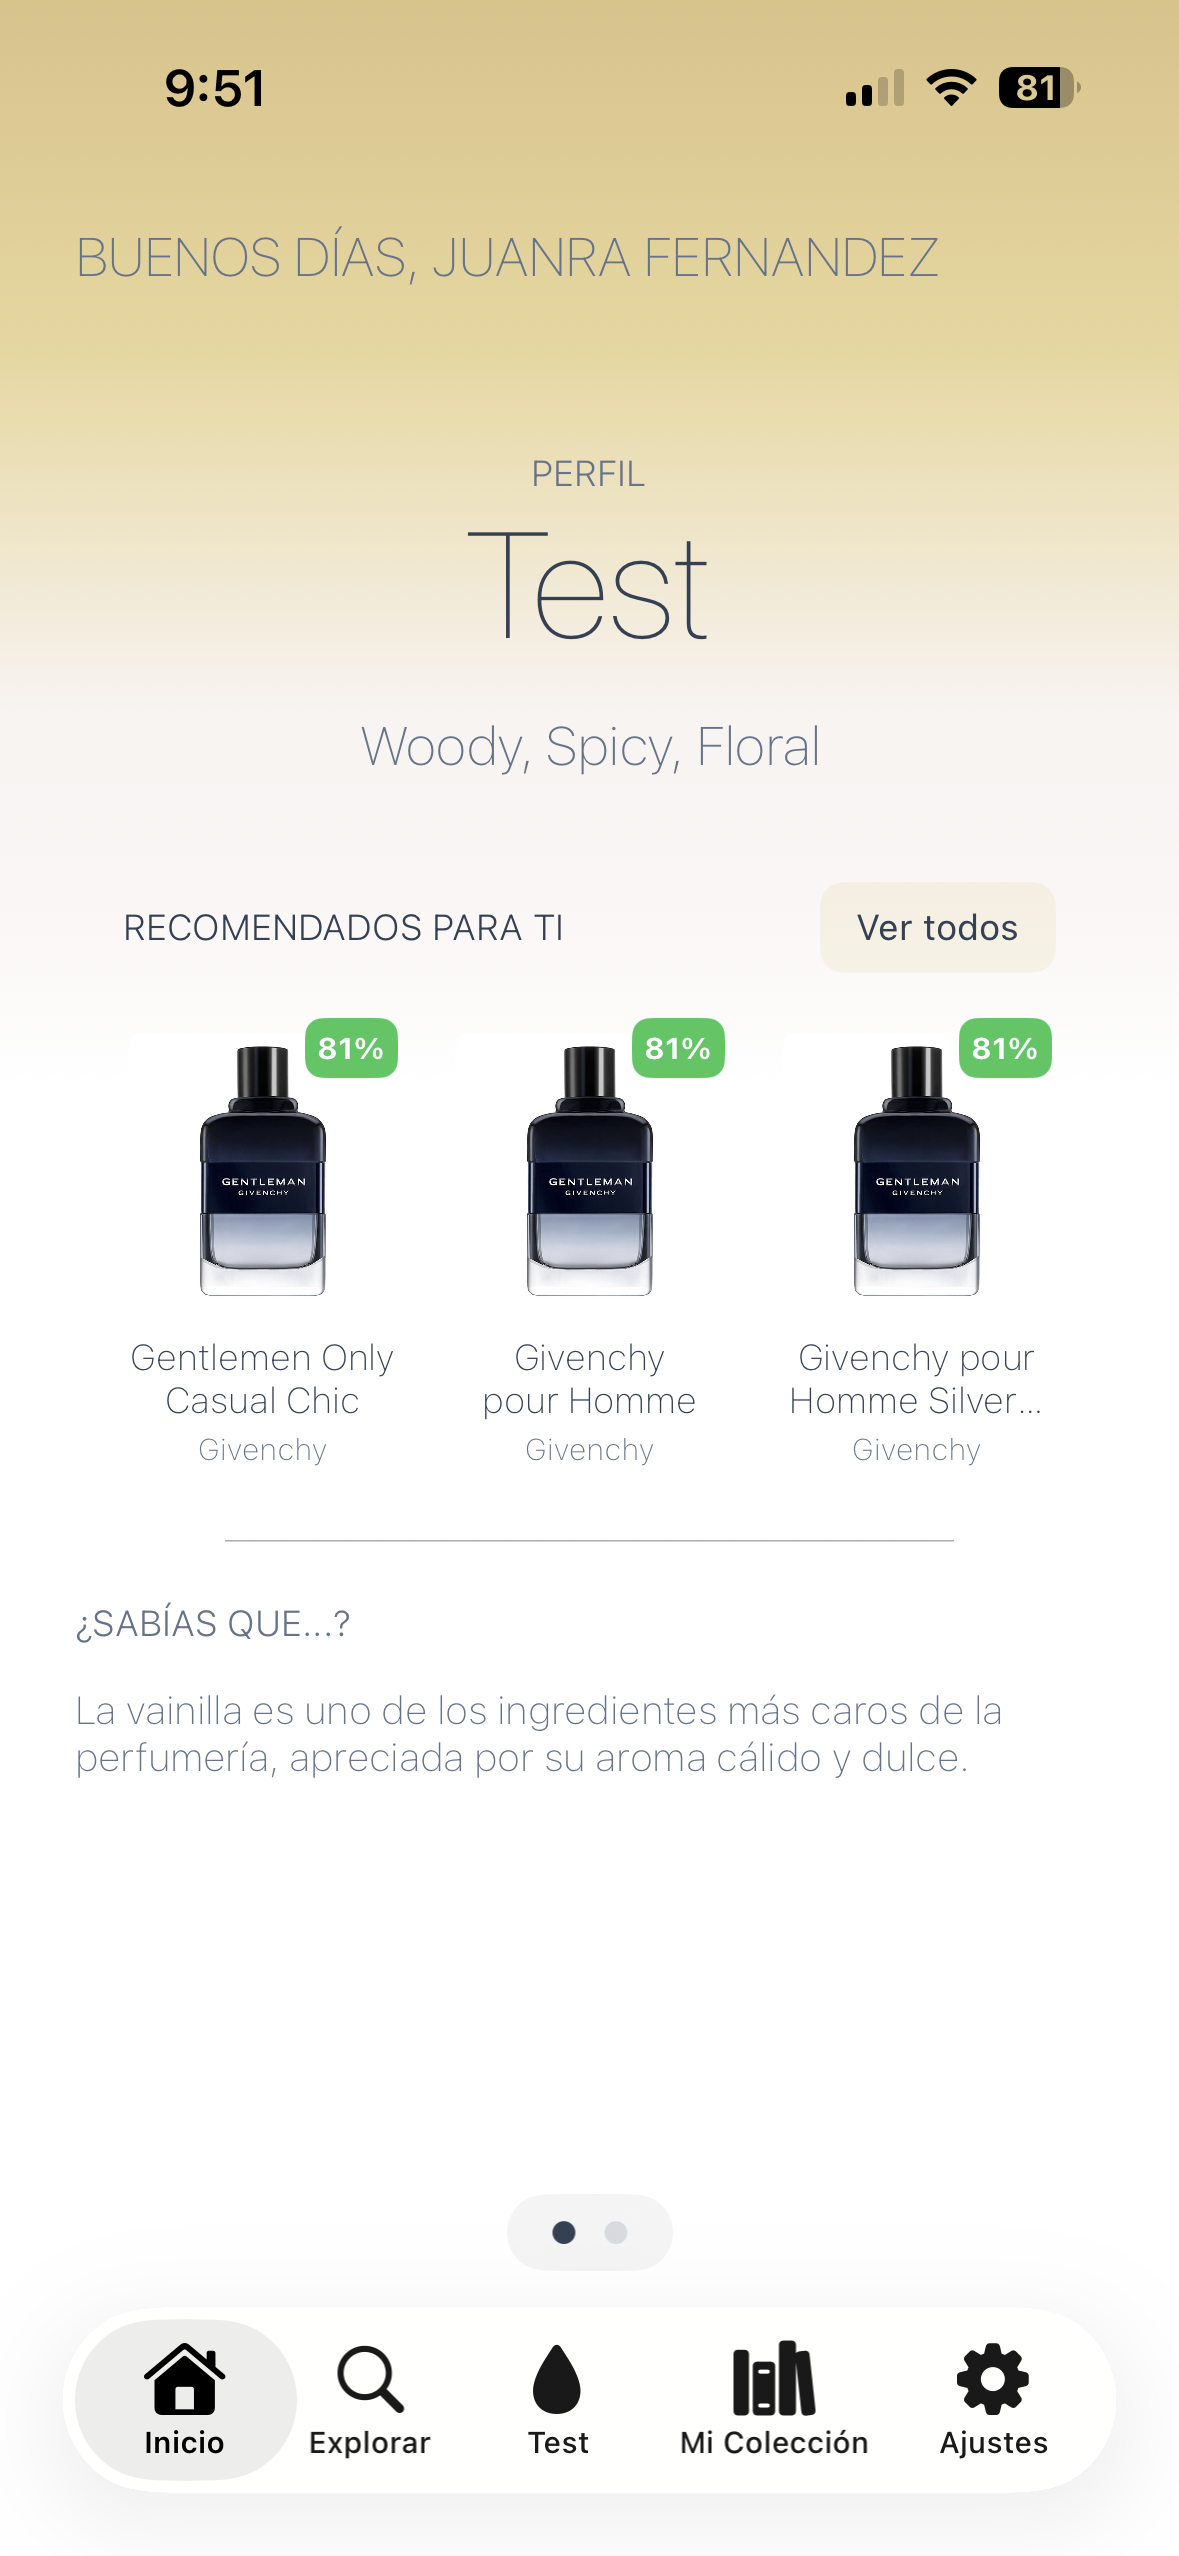 9:51
81
BUENOS DÍAS, JUANRA FERNANDEZ
PERFIL
Test
Woody, Spicy, Floral
RECOMENDADOS PARA TI
Ver todos
81%
81%
81%
GENTLEMAN
GIVENCHY
GENTLEMAN
GIVENCHY
GENTLEMAN
GIVENCHY
Gentlemen Only
Casual Chic
Givenchy
Givenchy
pour Homme
Givenchy
Givenchy pour
Homme Silver...
Givenchy
¿SABÍAS QUE...?
La vainilla es uno de los ingredientes más caros de la
perfumería, apreciada por su aroma cálido y dulce.
Inicio
Explorar
Test
Mi Colección
Ajustes